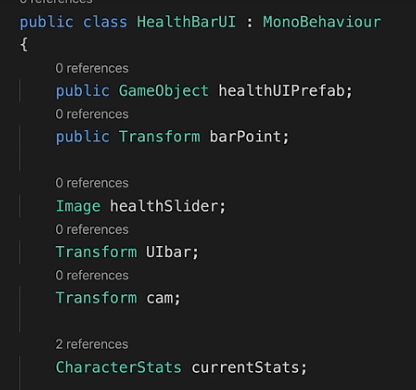 0 references
public class HealthBarUI : MonoBehaviour
{
0 references
public GameObject healthUIPrefab;
0 references
public Transform barPoint;
0 references
Image healthSlider;
0 references
Transform UIbar;
0 references
Transform cam;
2 references
CharacterStats currentStats;